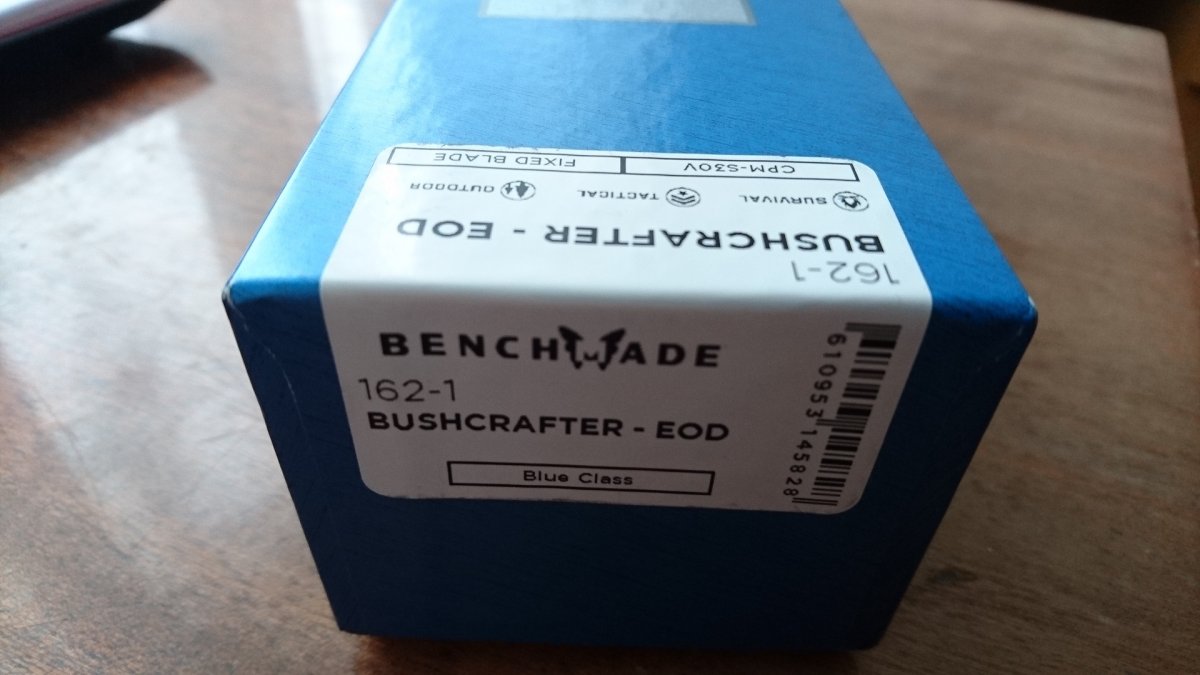 FIXED BLADE CPM-S30V
OUTDOOR TACTICAL SURVIVAL
BUSHCRAFTER - EOD
162-1
BENCHMADE
162-1
BUSHCRAFTER - EOD
Blue Class
610953145828